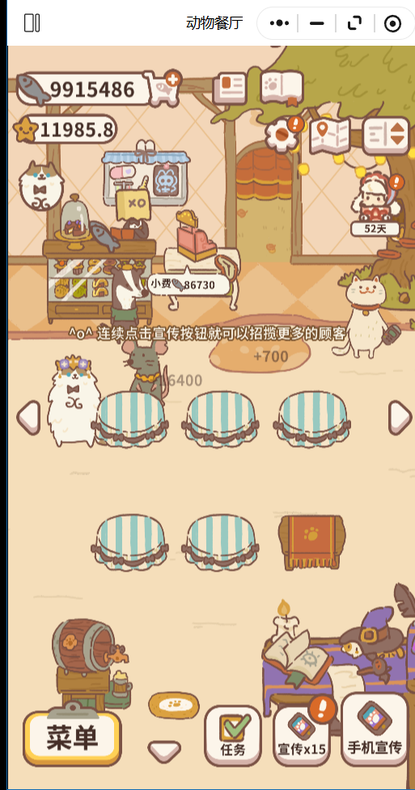 动物餐厅
9915486
11985.8
XO
52天
小费 86730
^o^ 连续点击宣传按钮就可以招揽更多的顾客
+700
6400
菜单
任务
宣传x15
手机宣传